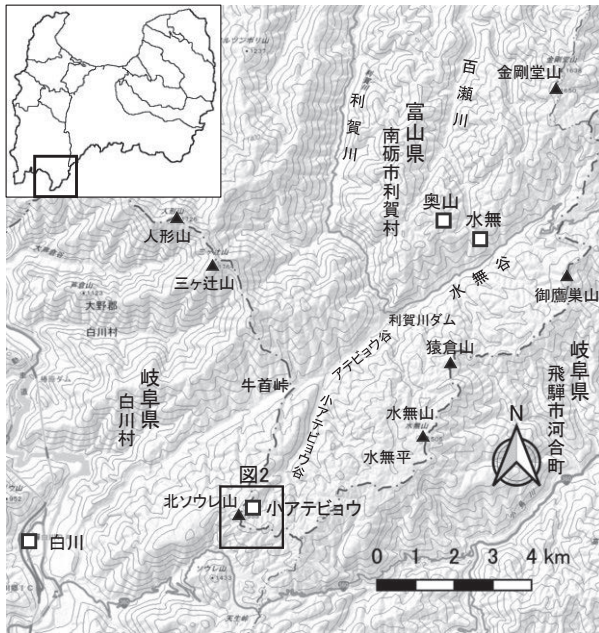 金剛堂山
百瀬川
利賀川
富山県
南砺市利賀村
奥山
水無
人形山
三ヶ辻山
水無谷
御鷹巣山
大野郡
白川村
利賀川ダム
アテビョウ谷
猿倉山
岐阜県
飛騨市河合町
岐阜県
白川村
牛首峠
小アテビョウ谷
水無山
水無平
N
図2
北ソウレ山
小アテビョウ
白川
0 1 2 3 4 km